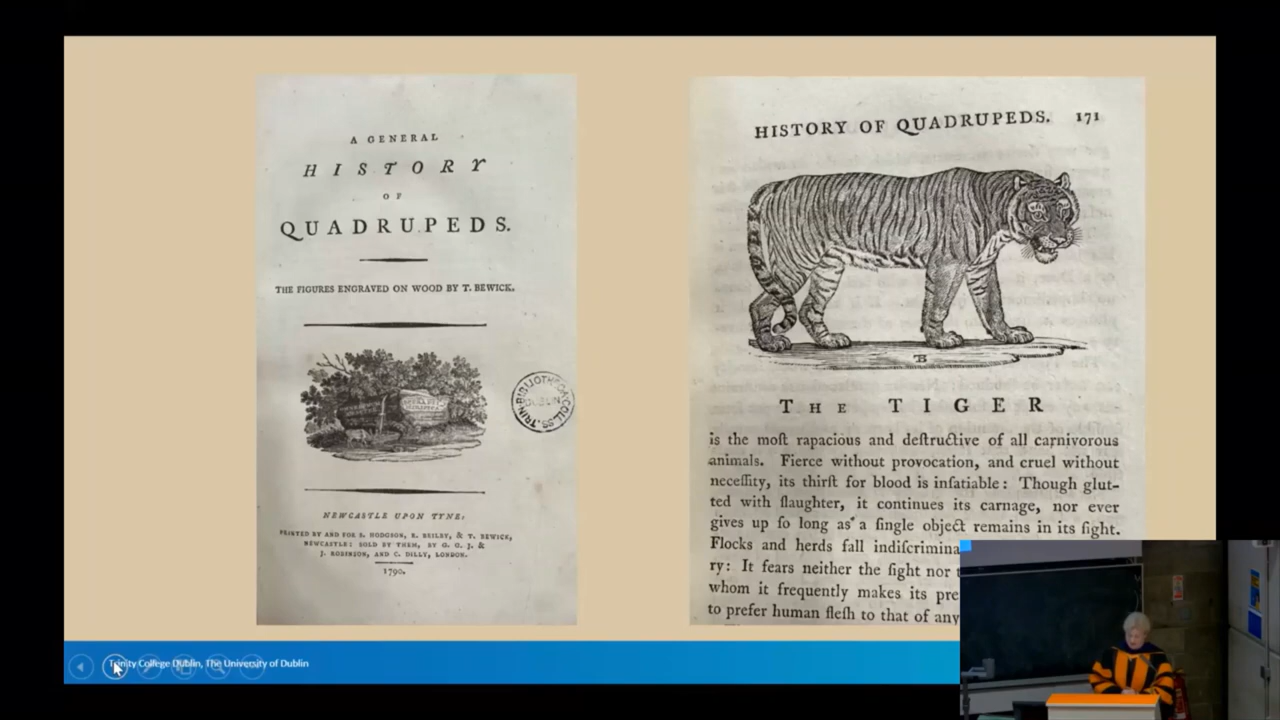 A GENERAL
HISTORY
OF
QUADRUPEDS.
THE FIGURES ENGRAVED ON WOOD BY T. BEWICK.
NEWCASTLE UPON TYNE:
PRINTED BY AND FOR S. HODGSON, R. BEILBY, & T. BEWICK,
NEWCASTLE: SOLD BY THEM, BY G. G. J. &
J. ROBINSON, AND C. DILLY, LONDON.
1790.
HISTORY OF QUADRUPEDS. 171
THE TIGER
is the moſt rapacious and deſtructive of all carnivorous
animals. Fierce without provocation, and cruel without
neceſſity, its thirſt for blood is inſatiable: Though glut-
ted with ſlaughter, it continues its carnage, nor ever
gives up ſo long as a ſingle object remains in its ſight.
Flocks and herds fall indiſcrimina
ry: It fears neither the ſight nor
whom it frequently makes its pre
to prefer human fleſh to that of any
Trinity College Dublin, The University of Dublin